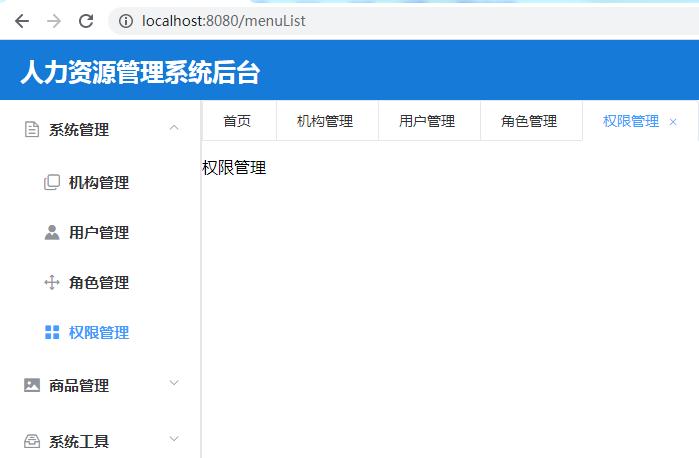 localhost:8080/menuList
人力资源管理系统后台
系统管理
机构管理
用户管理
角色管理
权限管理
商品管理
系统工具
首页 机构管理 用户管理 角色管理 权限管理 ×
权限管理